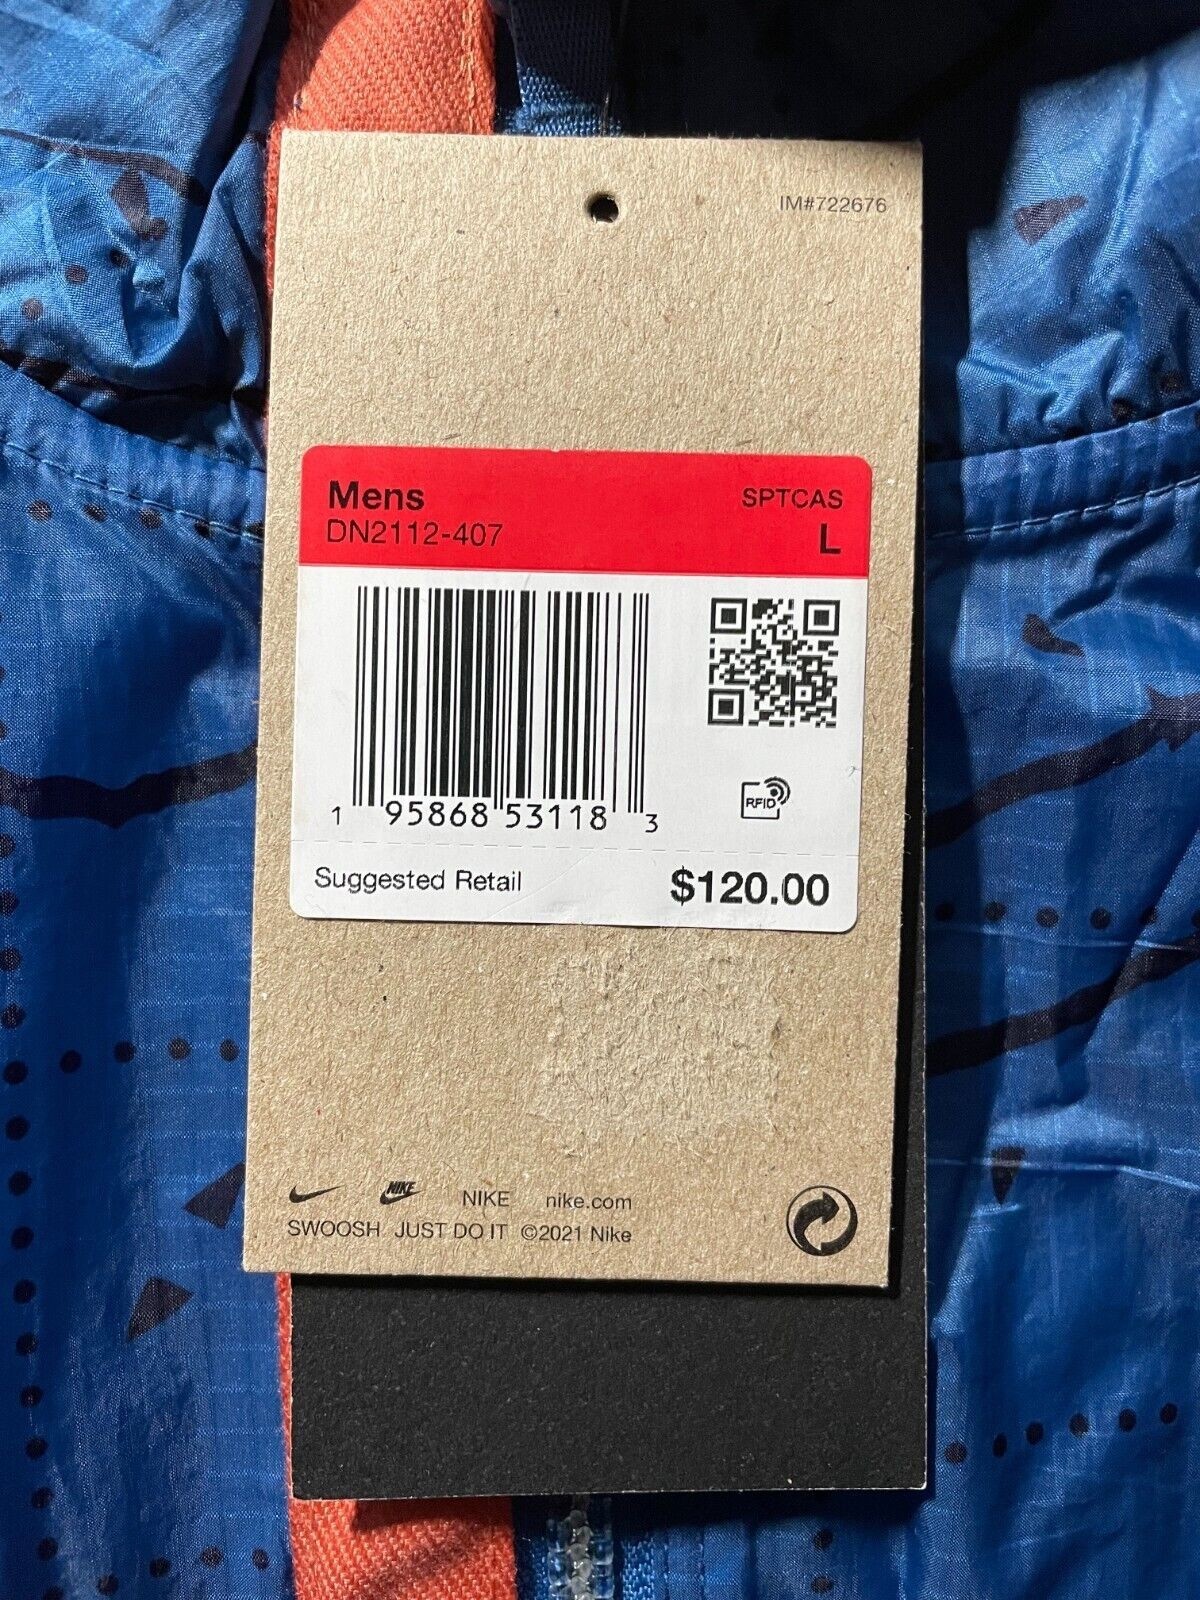 IM#722676
Mens SPTCAS
DN2112-407 L
1 95868 53118 3
RFID
Suggested Retail $120.00
NIKE NIKE nike.com
SWOOSH JUST DO IT ©2021 Nike